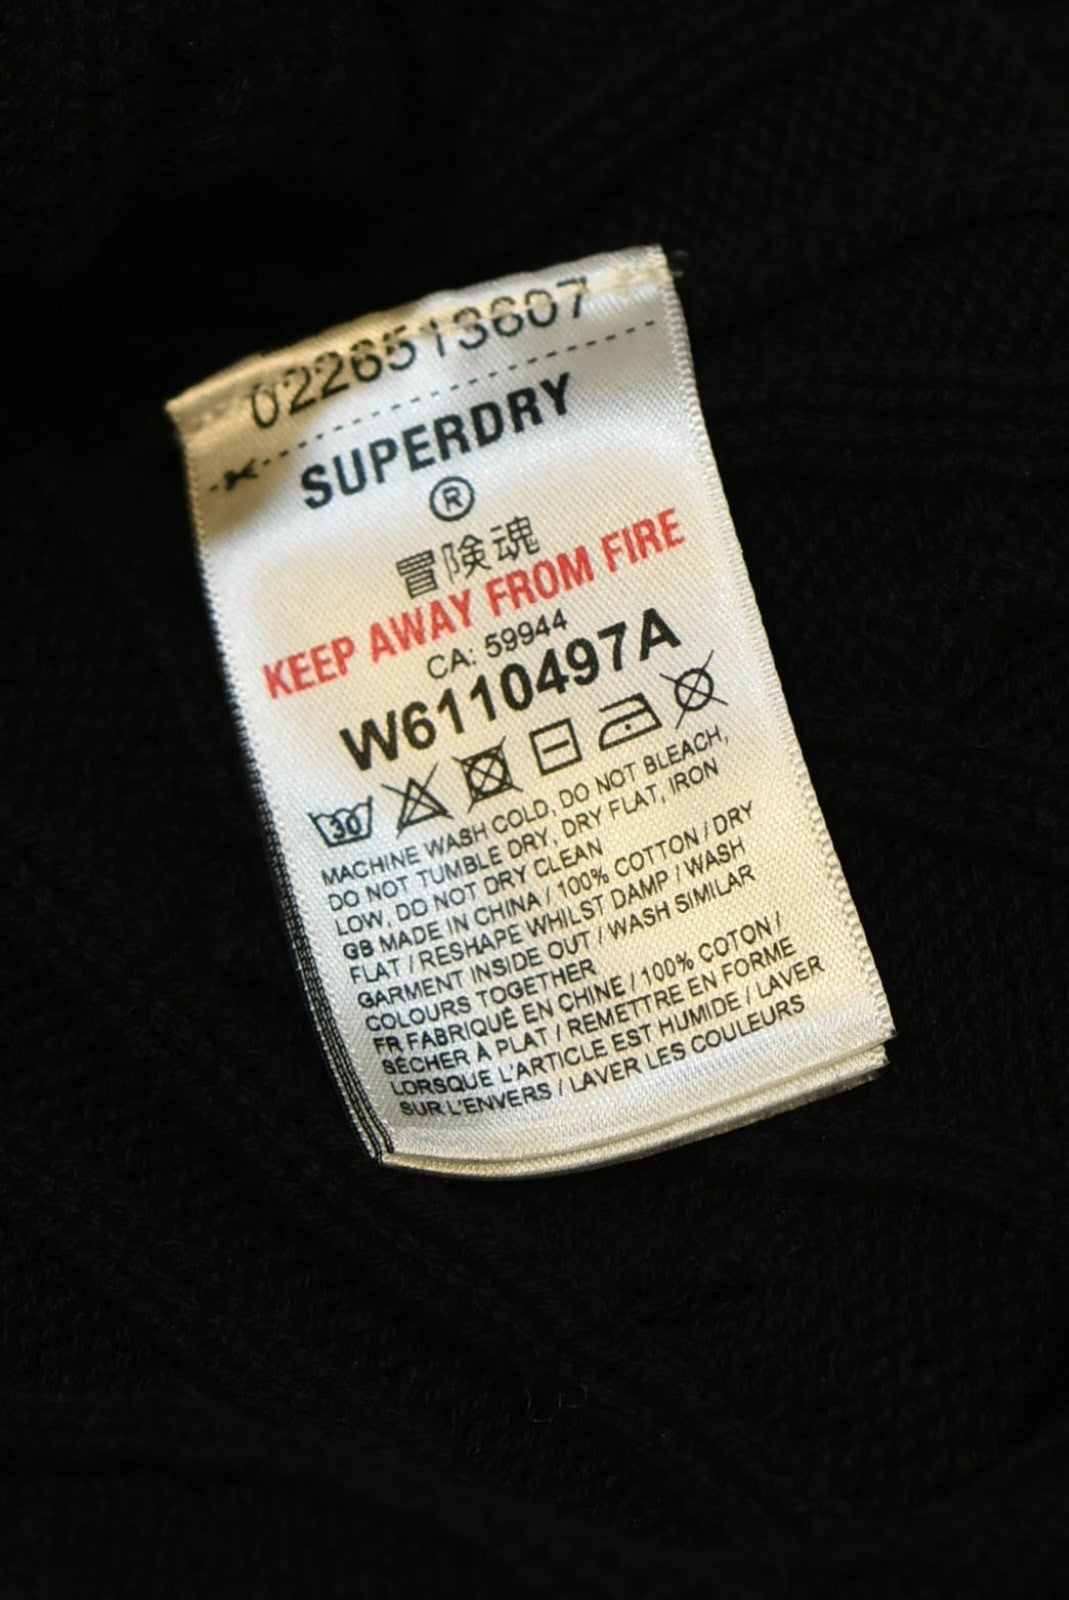 0226513607
SUPERDRY
®
冒険魂
KEEP AWAY FROM FIRE
CA: 59944
W6110497A
30
MACHINE WASH COLD, DO NOT BLEACH,
DO NOT TUMBLE DRY, DRY FLAT, IRON
LOW, DO NOT DRY CLEAN
GB MADE IN CHINA / 100% COTTON / DRY
FLAT / RESHAPE WHILST DAMP / WASH
GARMENT INSIDE OUT / WASH SIMILAR
COLOURS TOGETHER
FR FABRIQUÉ EN CHINE / 100% COTON /
SÉCHER À PLAT / REMETTRE EN FORME
LORSQUE L'ARTICLE EST HUMIDE / LAVER
SUR L'ENVERS / LAVER LES COULEURS